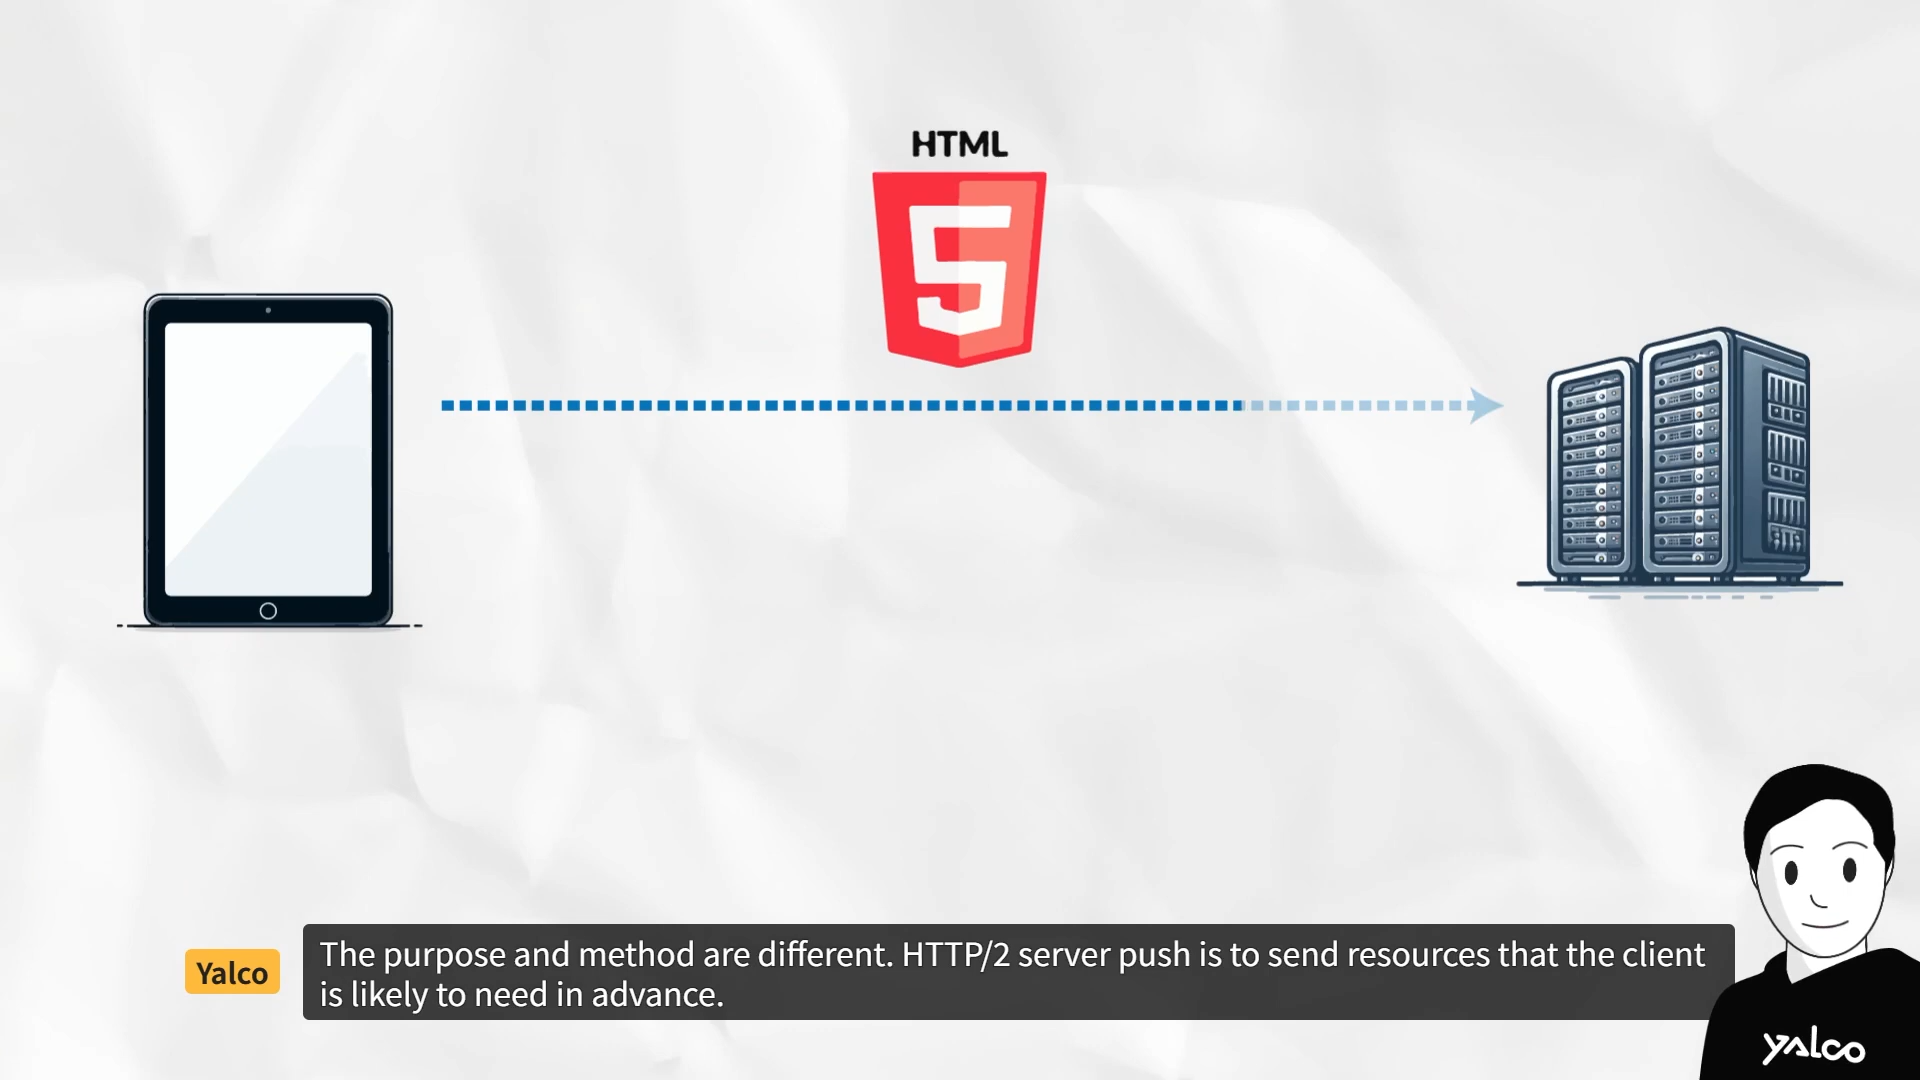 HTML
5
Yalco
The purpose and method are different. HTTP/2 server push is to send resources that the client
is likely to need in advance.
yalco